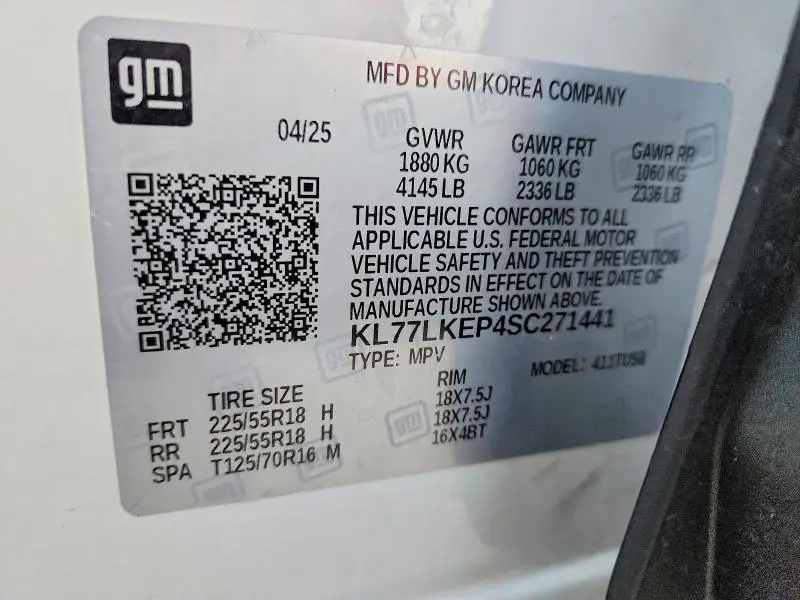 gm
MFD BY GM KOREA COMPANY
04/25
GVWR GAWR FRT GAWR RR
1880 KG 1060 KG 1060 KG
4145 LB 2336 LB 2336 LB
THIS VEHICLE CONFORMS TO ALL
APPLICABLE U.S. FEDERAL MOTOR
VEHICLE SAFETY AND THEFT PREVENTION
STANDARDS IN EFFECT ON THE DATE OF
MANUFACTURE SHOWN ABOVE.
KL77LKEP4SC271441
TYPE: MPV MODEL:
TIRE SIZE RIM
FRT 225/55R18 H 18X7.5J
RR 225/55R18 H 18X7.5J
SPA T125/70R16 M 16X4BT